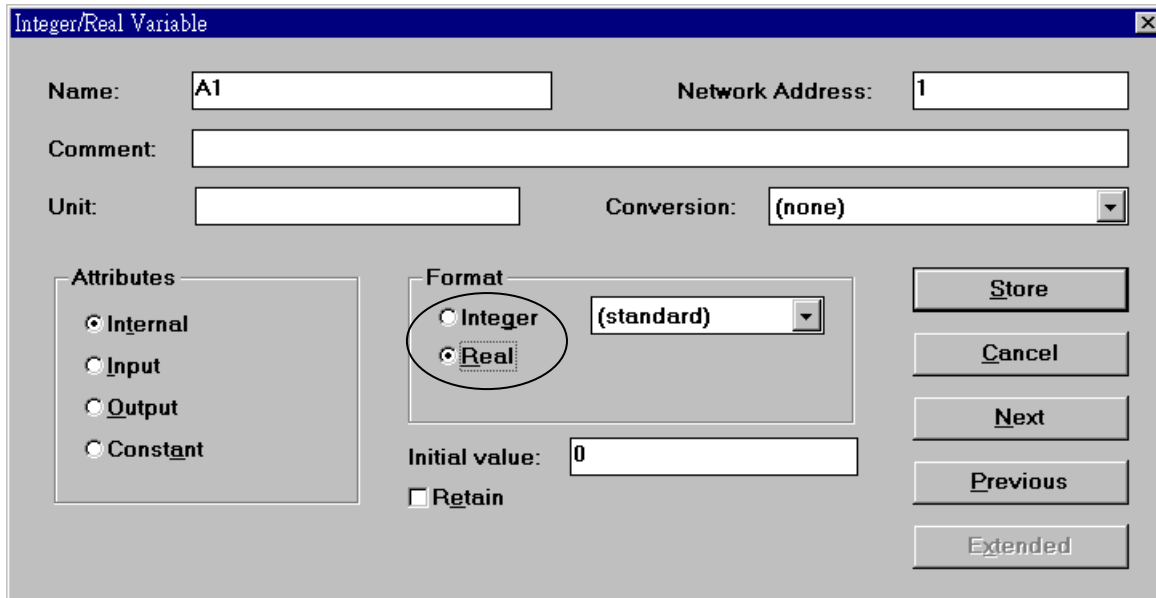 Integer/Real Variable
Name: A1 Network Address: 1
Comment:
Unit: Conversion: (none)
Attributes
Internal
Input
Output
Constant
Format
Integer (standard)
Real
Initial value: 0
Retain
Store
Cancel
Next
Previous
Extended